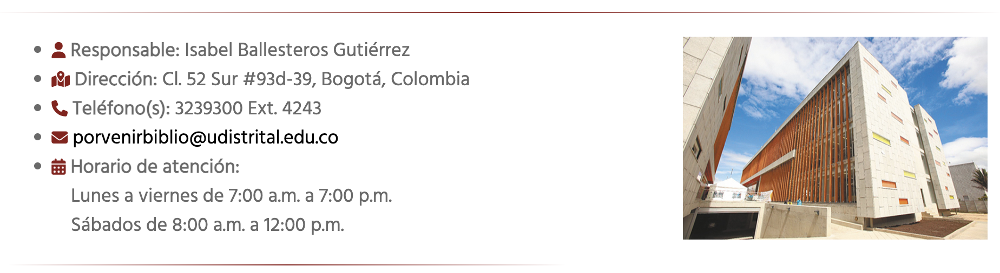 Responsable: Isabel Ballesteros Gutiérrez
Dirección: Cl. 52 Sur #93d-39, Bogotá, Colombia
Teléfono(s): 3239300 Ext. 4243
porvenirbiblio@udistrital.edu.co
Horario de atención:
Lunes a viernes de 7:00 a.m. a 7:00 p.m.
Sábados de 8:00 a.m. a 12:00 p.m.